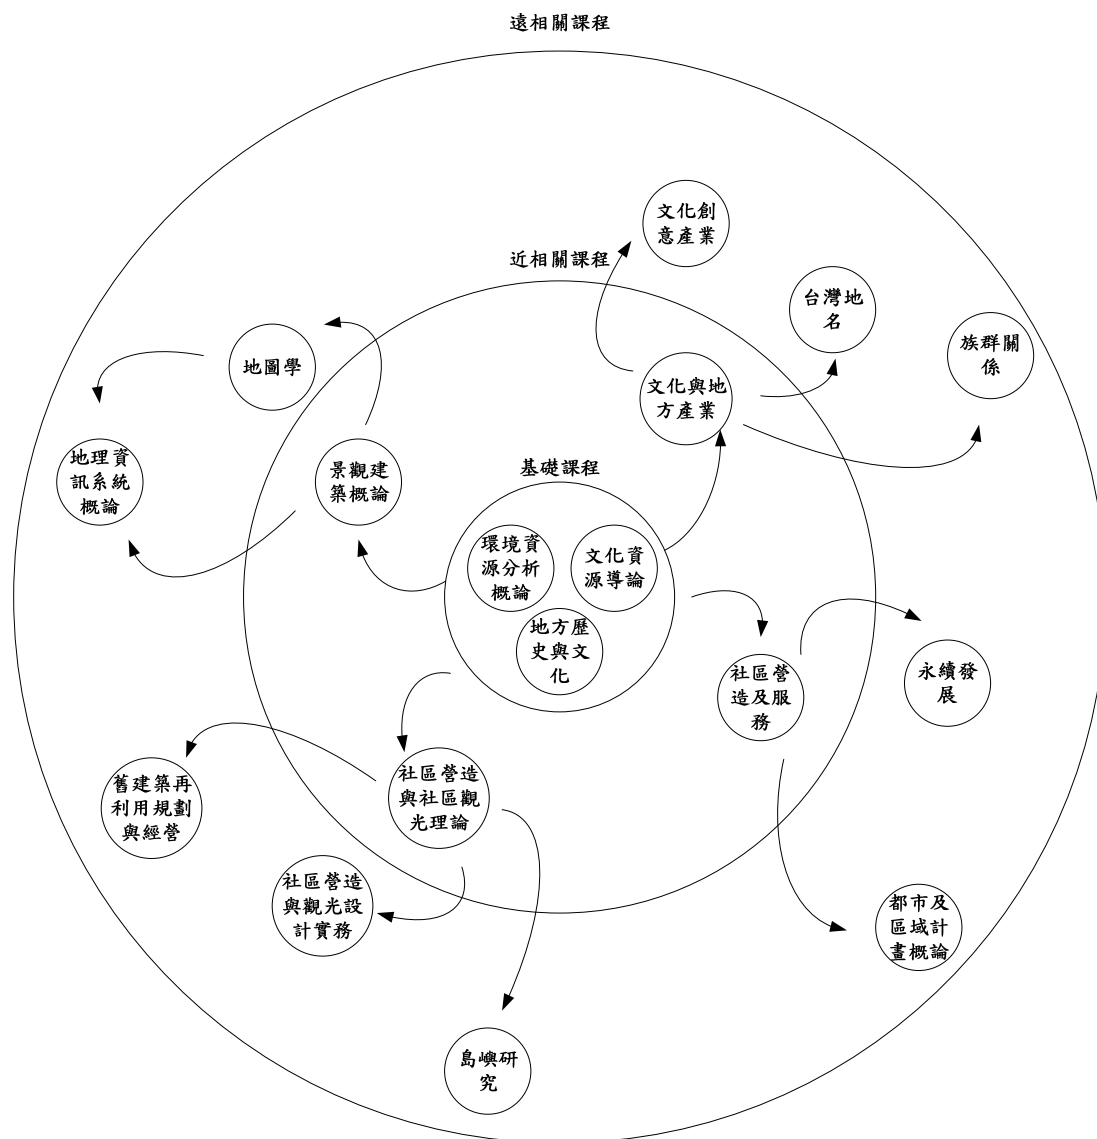 遠相關課程
文化創
意產業
近相關課程
台灣地
名
族群關
係
地圖學
文化與地
方產業
地理資
訊系統
概論
景觀建
築概論
基礎課程
環境資
源分析
概論
文化資
源導論
地方歷
史與文
化
社區營
造及服
務
永續發
展
舊建築再
利用規劃
與經營
社區營造
與社區觀
光理論
社區營造
與觀光設
計實務
都市及
區域計
畫概論
島嶼研
究